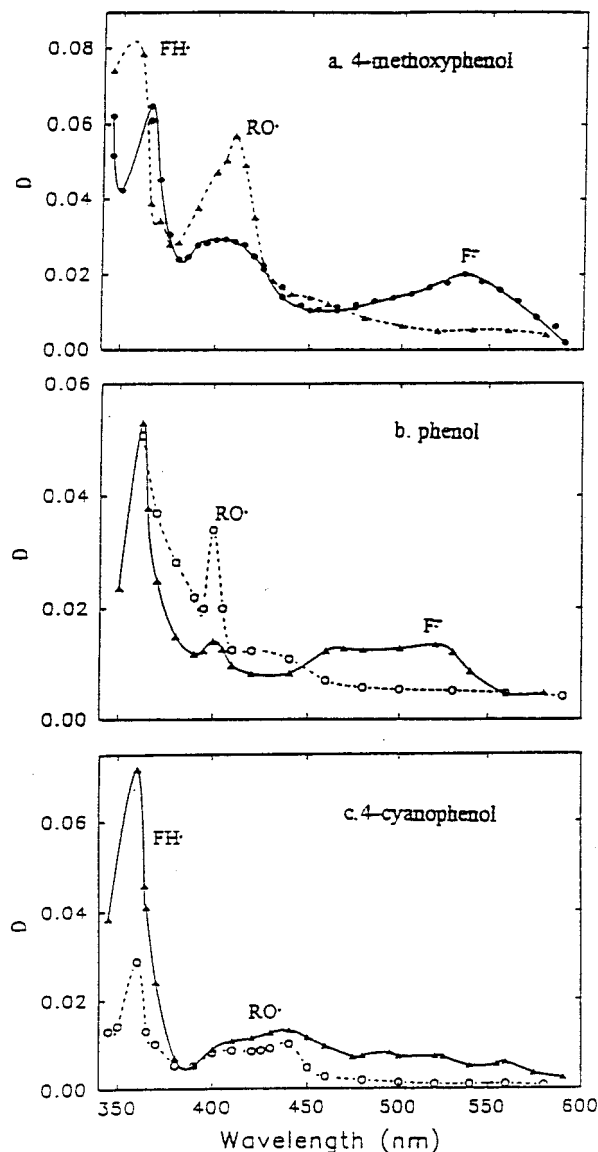 0.08
FH·
a. 4-methoxyphenol
0.06
RO·
D
0.04
F⁻
0.02
0.00
0.06
b. phenol
0.04
RO·
D
0.02
F⁻
0.00
c. 4-cyanophenol
0.06
FH·
D
0.04
RO·
0.02
0.00
350 400 450 500 550 600
Wavelength (nm)